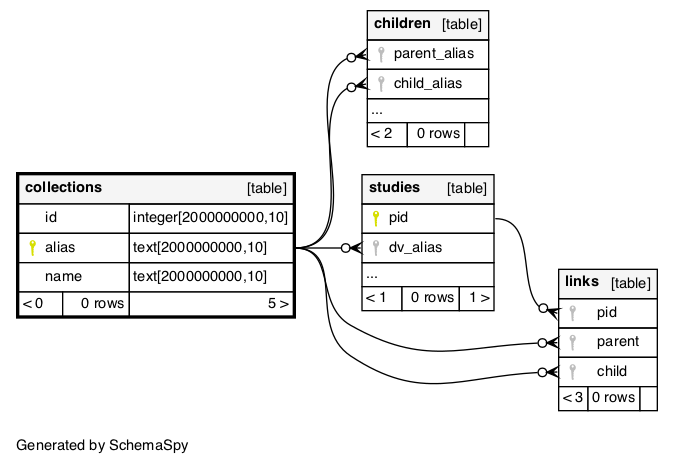 children [table]
parent_alias
child_alias
...
< 2 0 rows
collections [table]
id integer[2000000000,10]
alias text[2000000000,10]
name text[2000000000,10]
< 0 0 rows 5 >
studies [table]
pid
dv_alias
...
< 1 0 rows 1 >
links [table]
pid
parent
child
< 3 0 rows
Generated by SchemaSpy